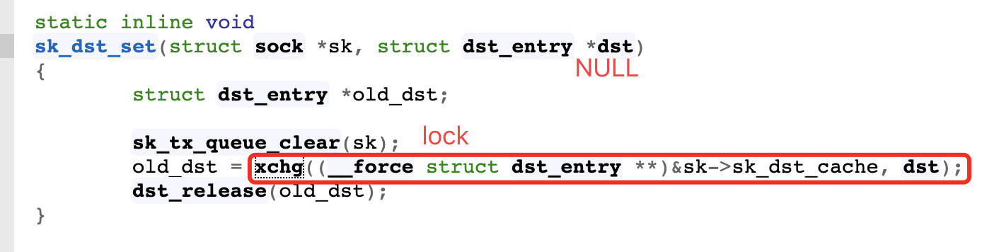 static inline void
sk_dst_set(struct sock *sk, struct dst_entry *dst)
NULL
{
struct dst_entry *old_dst;
sk_tx_queue_clear(sk); lock
old_dst = xchg((__force struct dst_entry **)&sk->sk_dst_cache, dst);
dst_release(old_dst);
}